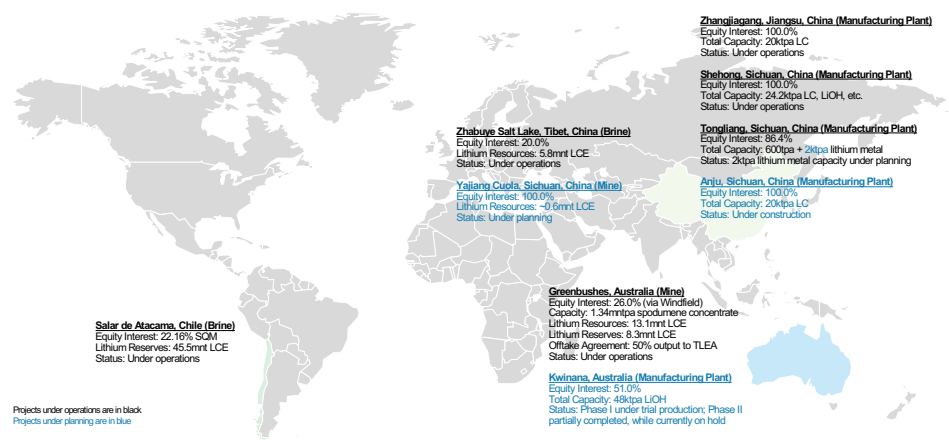 Zhangjiagang, Jiangsu, China (Manufacturing Plant)
Equity Interest: 100.0%
Total Capacity: 20ktpa LC
Status: Under operations
Shehong, Sichuan, China (Manufacturing Plant)
Equity Interest: 100.0%
Total Capacity: 24.2ktpa LC, LiOH, etc.
Status: Under operations
Tongliang, Sichuan, China (Manufacturing Plant)
Equity Interest: 86.4%
Total Capacity: 600tpa + 2ktpa lithium metal
Status: 2ktpa lithium metal capacity under planning
Anju, Sichuan, China (Manufacturing Plant)
Equity Interest: 100.0%
Total Capacity: 20ktpa LC
Status: Under construction
Zhabuye Salt Lake, Tibet, China (Brine)
Equity Interest: 20.0%
Lithium Resources: 5.8mnt LCE
Status: Under operations
Yajiang Cuola, Sichuan, China (Mine)
Equity Interest: 100.0%
Lithium Resources: ~0.6mnt LCE
Status: Under planning
Greenbushes, Australia (Mine)
Equity Interest: 26.0% (via Windfield)
Capacity: 1.34mntpa spodumene concentrate
Lithium Resources: 13.1mnt LCE
Lithium Reserves: 8.3mnt LCE
Offtake Agreement: 50% output to TLEA
Status: Under operations
Kwinana, Australia (Manufacturing Plant)
Equity Interest: 51.0%
Total Capacity: 48ktpa LiOH
Status: Phase I under trial production; Phase II
partially completed, while currently on hold
Salar de Atacama, Chile (Brine)
Equity Interest: 22.16% SQM
Lithium Reserves: 45.5mnt LCE
Status: Under operations
Projects under operations are in black
Projects under planning are in blue